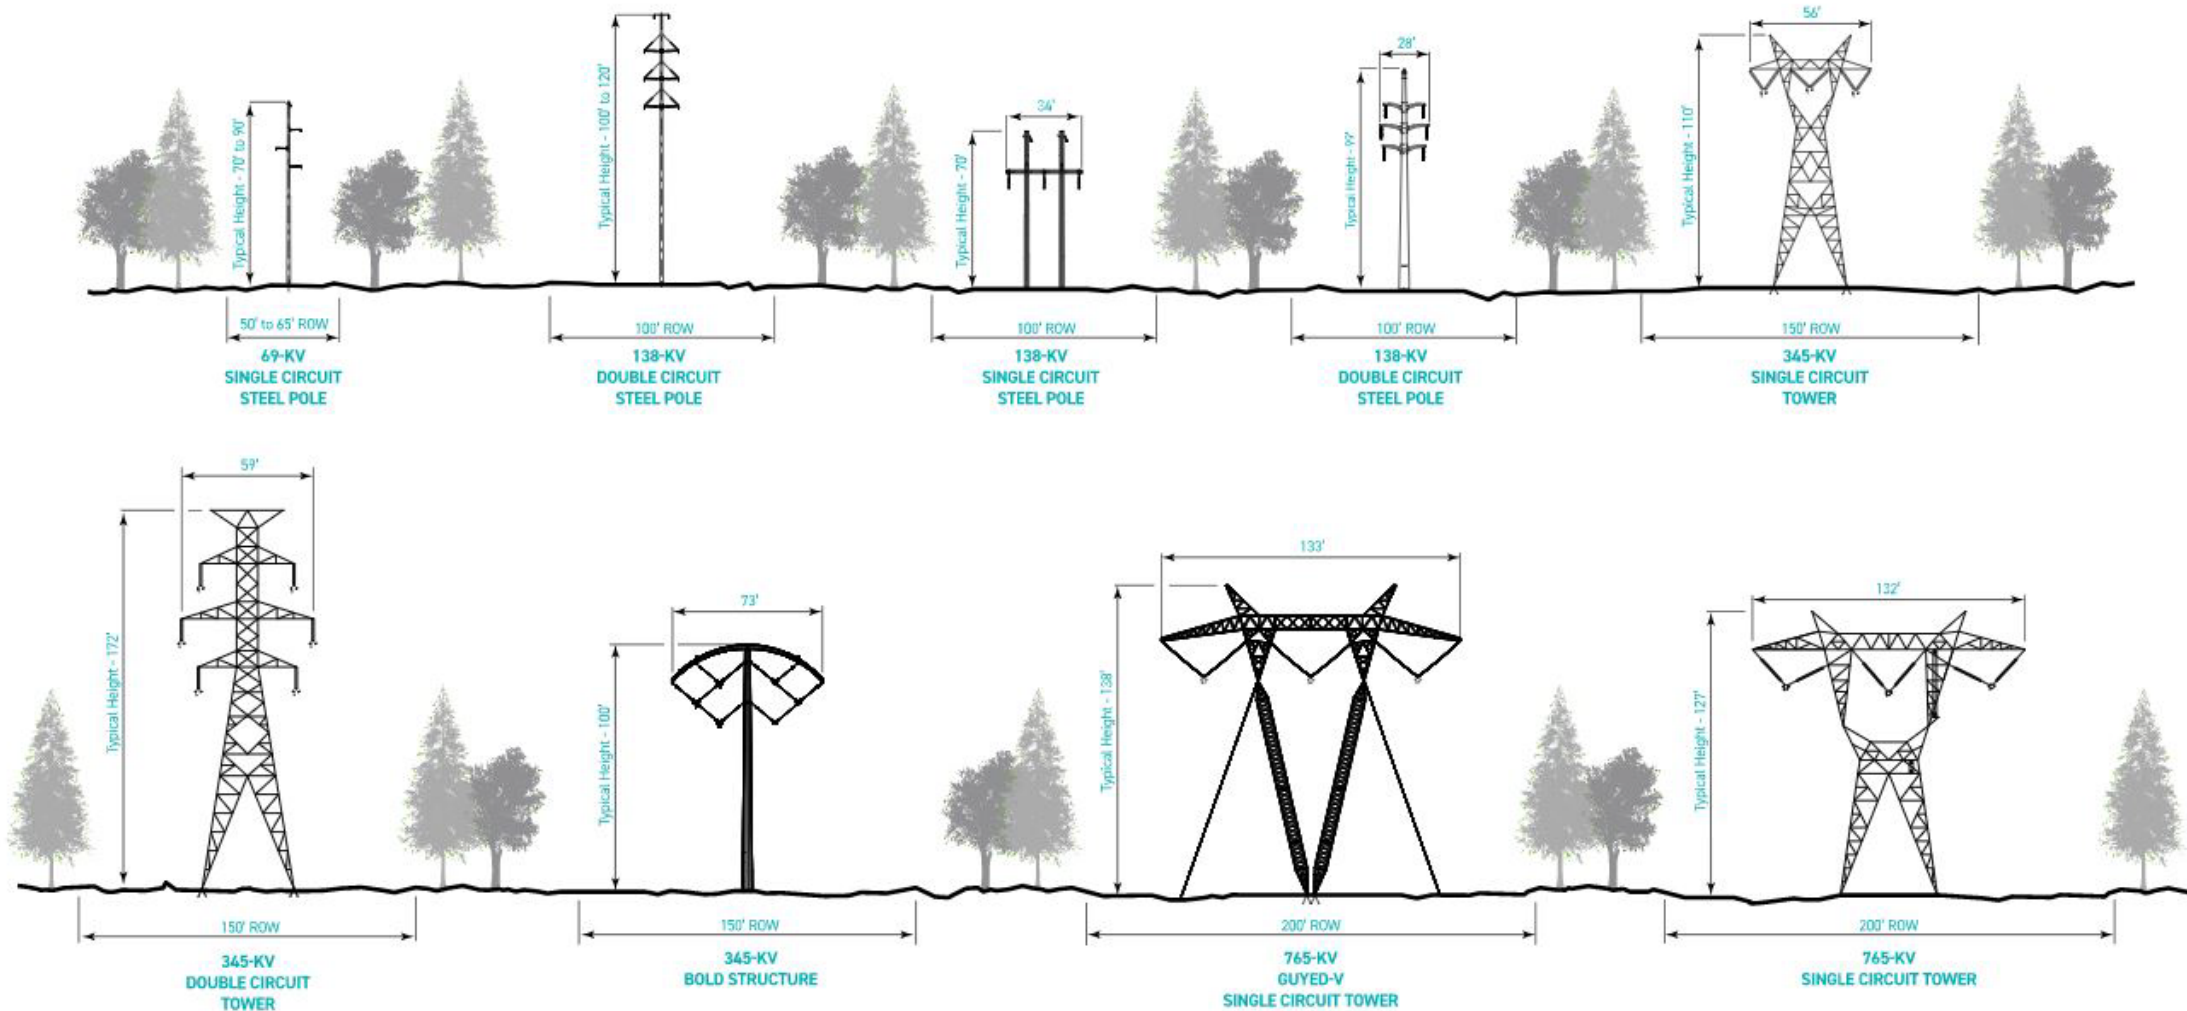 Typical Height - 70' to 90'
50' to 65' ROW
69-KV
SINGLE CIRCUIT
STEEL POLE
Typical Height - 100' to 120'
100' ROW
138-KV
DOUBLE CIRCUIT
STEEL POLE
34'
Typical Height - 70'
100' ROW
138-KV
SINGLE CIRCUIT
STEEL POLE
28'
Typical Height - 99'
100' ROW
138-KV
DOUBLE CIRCUIT
STEEL POLE
56'
Typical Height - 110'
150' ROW
345-KV
SINGLE CIRCUIT
TOWER
59'
Typical Height - 172'
150' ROW
345-KV
DOUBLE CIRCUIT
TOWER
73'
Typical Height - 100'
150' ROW
345-KV
BOLD STRUCTURE
133'
Typical Height - 138'
200' ROW
765-KV
GUYED-V
SINGLE CIRCUIT TOWER
132'
Typical Height - 127'
200' ROW
765-KV
SINGLE CIRCUIT TOWER